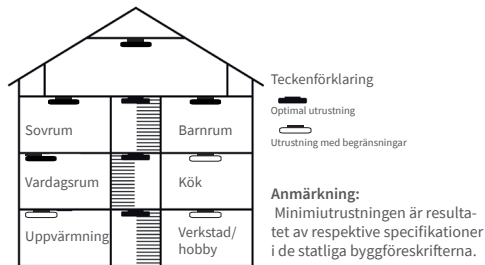 Teckenförklaring
Optimal utrustning
Utrustning med begränsningar
Sovrum
Barnrum
Vardagsrum
Kök
Uppvärmning
Verkstad/
hobby
Anmärkning:
Minimiutrustningen är resulta-
tet av respektive specifikationer
i de statliga byggföreskrifterna.